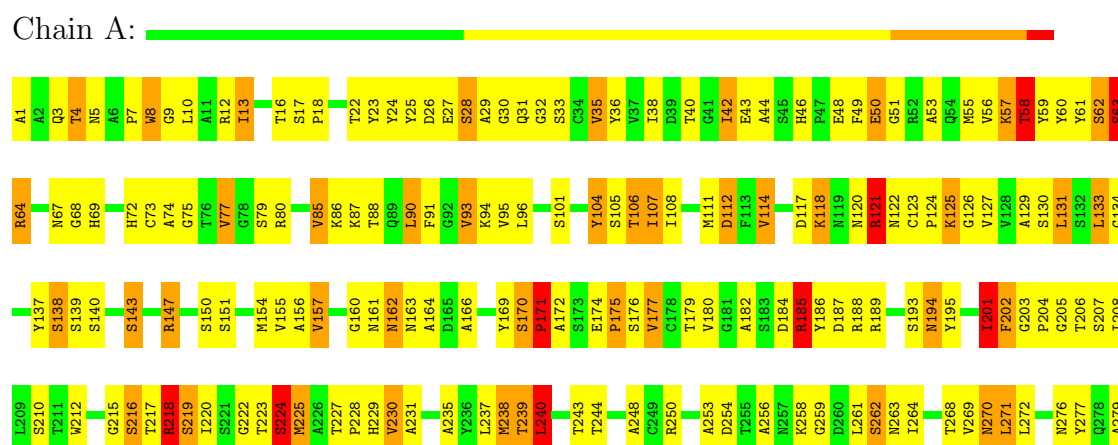 Chain A:
A1 A2 Q3 T4 N5 A6 P7 W8 G9 L10 A11 R12 I13 T16 S17 P18 T22 Y23 Y24 Y25 D26 E27 S28 A29 G30 Q31 G32 S33 C34 V35 Y36 V37 I38 D39 T40 G41 I42 E43 A44 S45 H46 P47 E48 F49 E50 G51 R52 A53 Q54 M55 V56 K57 T58 Y59 Y60 Y61 S62 S63
R64 N67 G68 H69 H72 C73 A74 G75 T76 V77 G78 S79 R80 V85 K86 K87 T88 Q89 L90 F91 G92 V93 K94 V95 L96 S101 Y104 S105 T106 I107 I108 M111 D112 F113 V114 D117 K118 N119 N120 R121 N122 C123 P124 K125 G126 V127 V128 A129 S130 L131 S132 L133 G134
Y137 S138 S139 S140 S143 R147 S150 S151 M154 V155 A156 V157 G160 N161 N162 N163 A164 D165 A166 Y169 S170 P171 A172 S173 E174 P175 S176 V177 C178 T179 V180 G181 A182 S183 D184 R185 Y186 D187 R188 R189 S193 N194 Y195 I201 F202 G203 P204 G205 T206 S207
L209 S210 T211 W212 G215 S216 T217 R218 S219 I220 S221 G222 T223 S224 M225 A226 T227 P228 H229 V230 A231 A235 Y236 L237 M238 T239 L240 T243 T244 A248 C249 R250 A253 D254 T255 A256 N257 K258 G259 D260 L261 S262 N263 I264 T268 V269 N270 L271 L272 N276 Y277 Q278